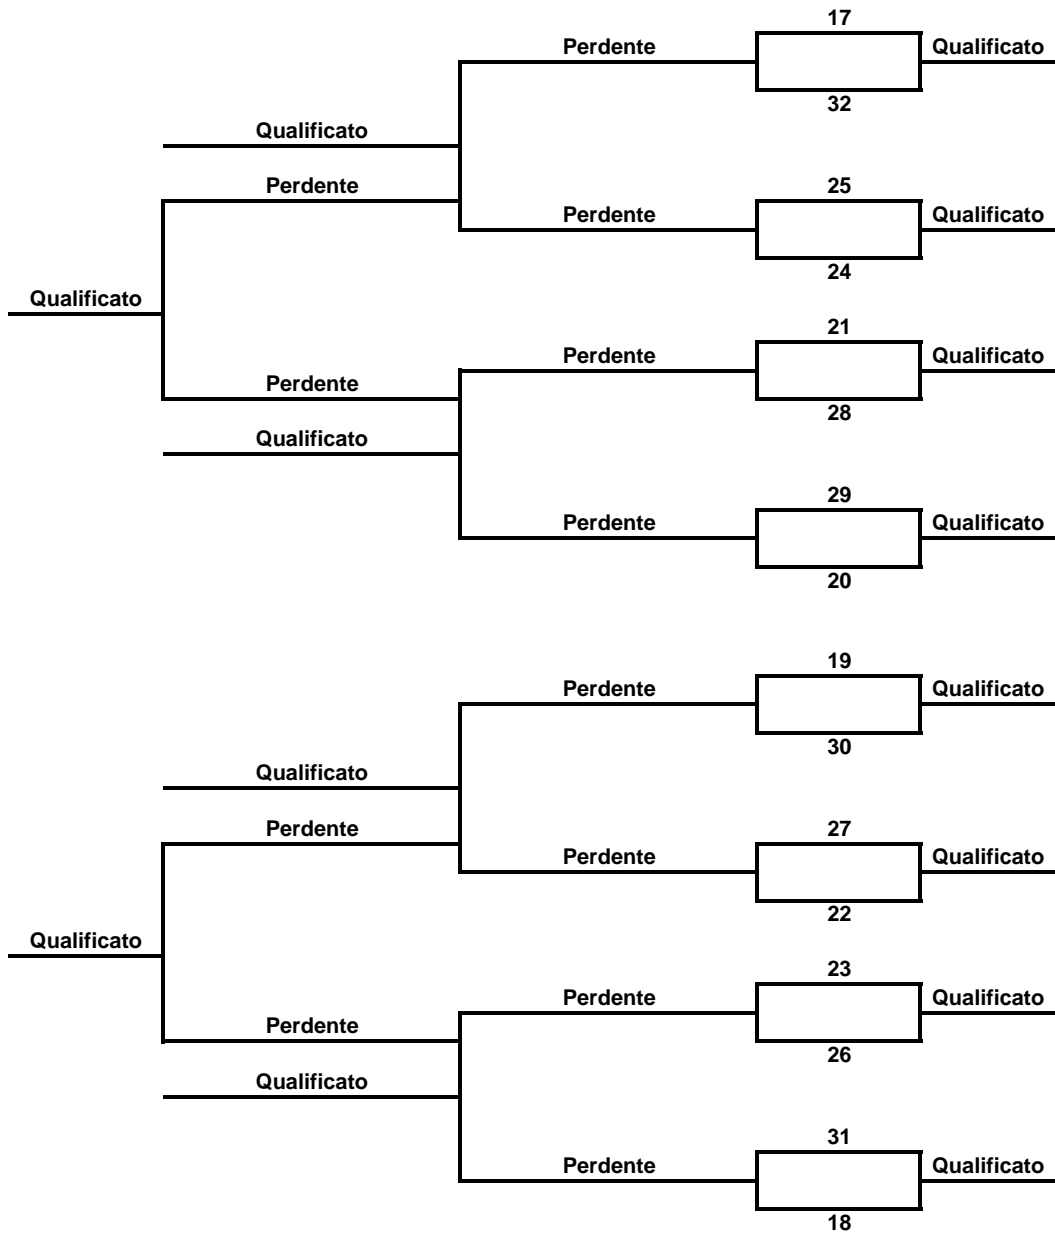 17
Perdente Qualificato
32
Qualificato
Perdente
25
Perdente Qualificato
24
Qualificato
21
Perdente Qualificato
Perdente
28
Qualificato
29
Perdente Qualificato
20
19
Perdente Qualificato
30
Qualificato
Perdente
27
Perdente Qualificato
22
Qualificato
23
Perdente Qualificato
Perdente
26
Qualificato
31
Perdente Qualificato
18